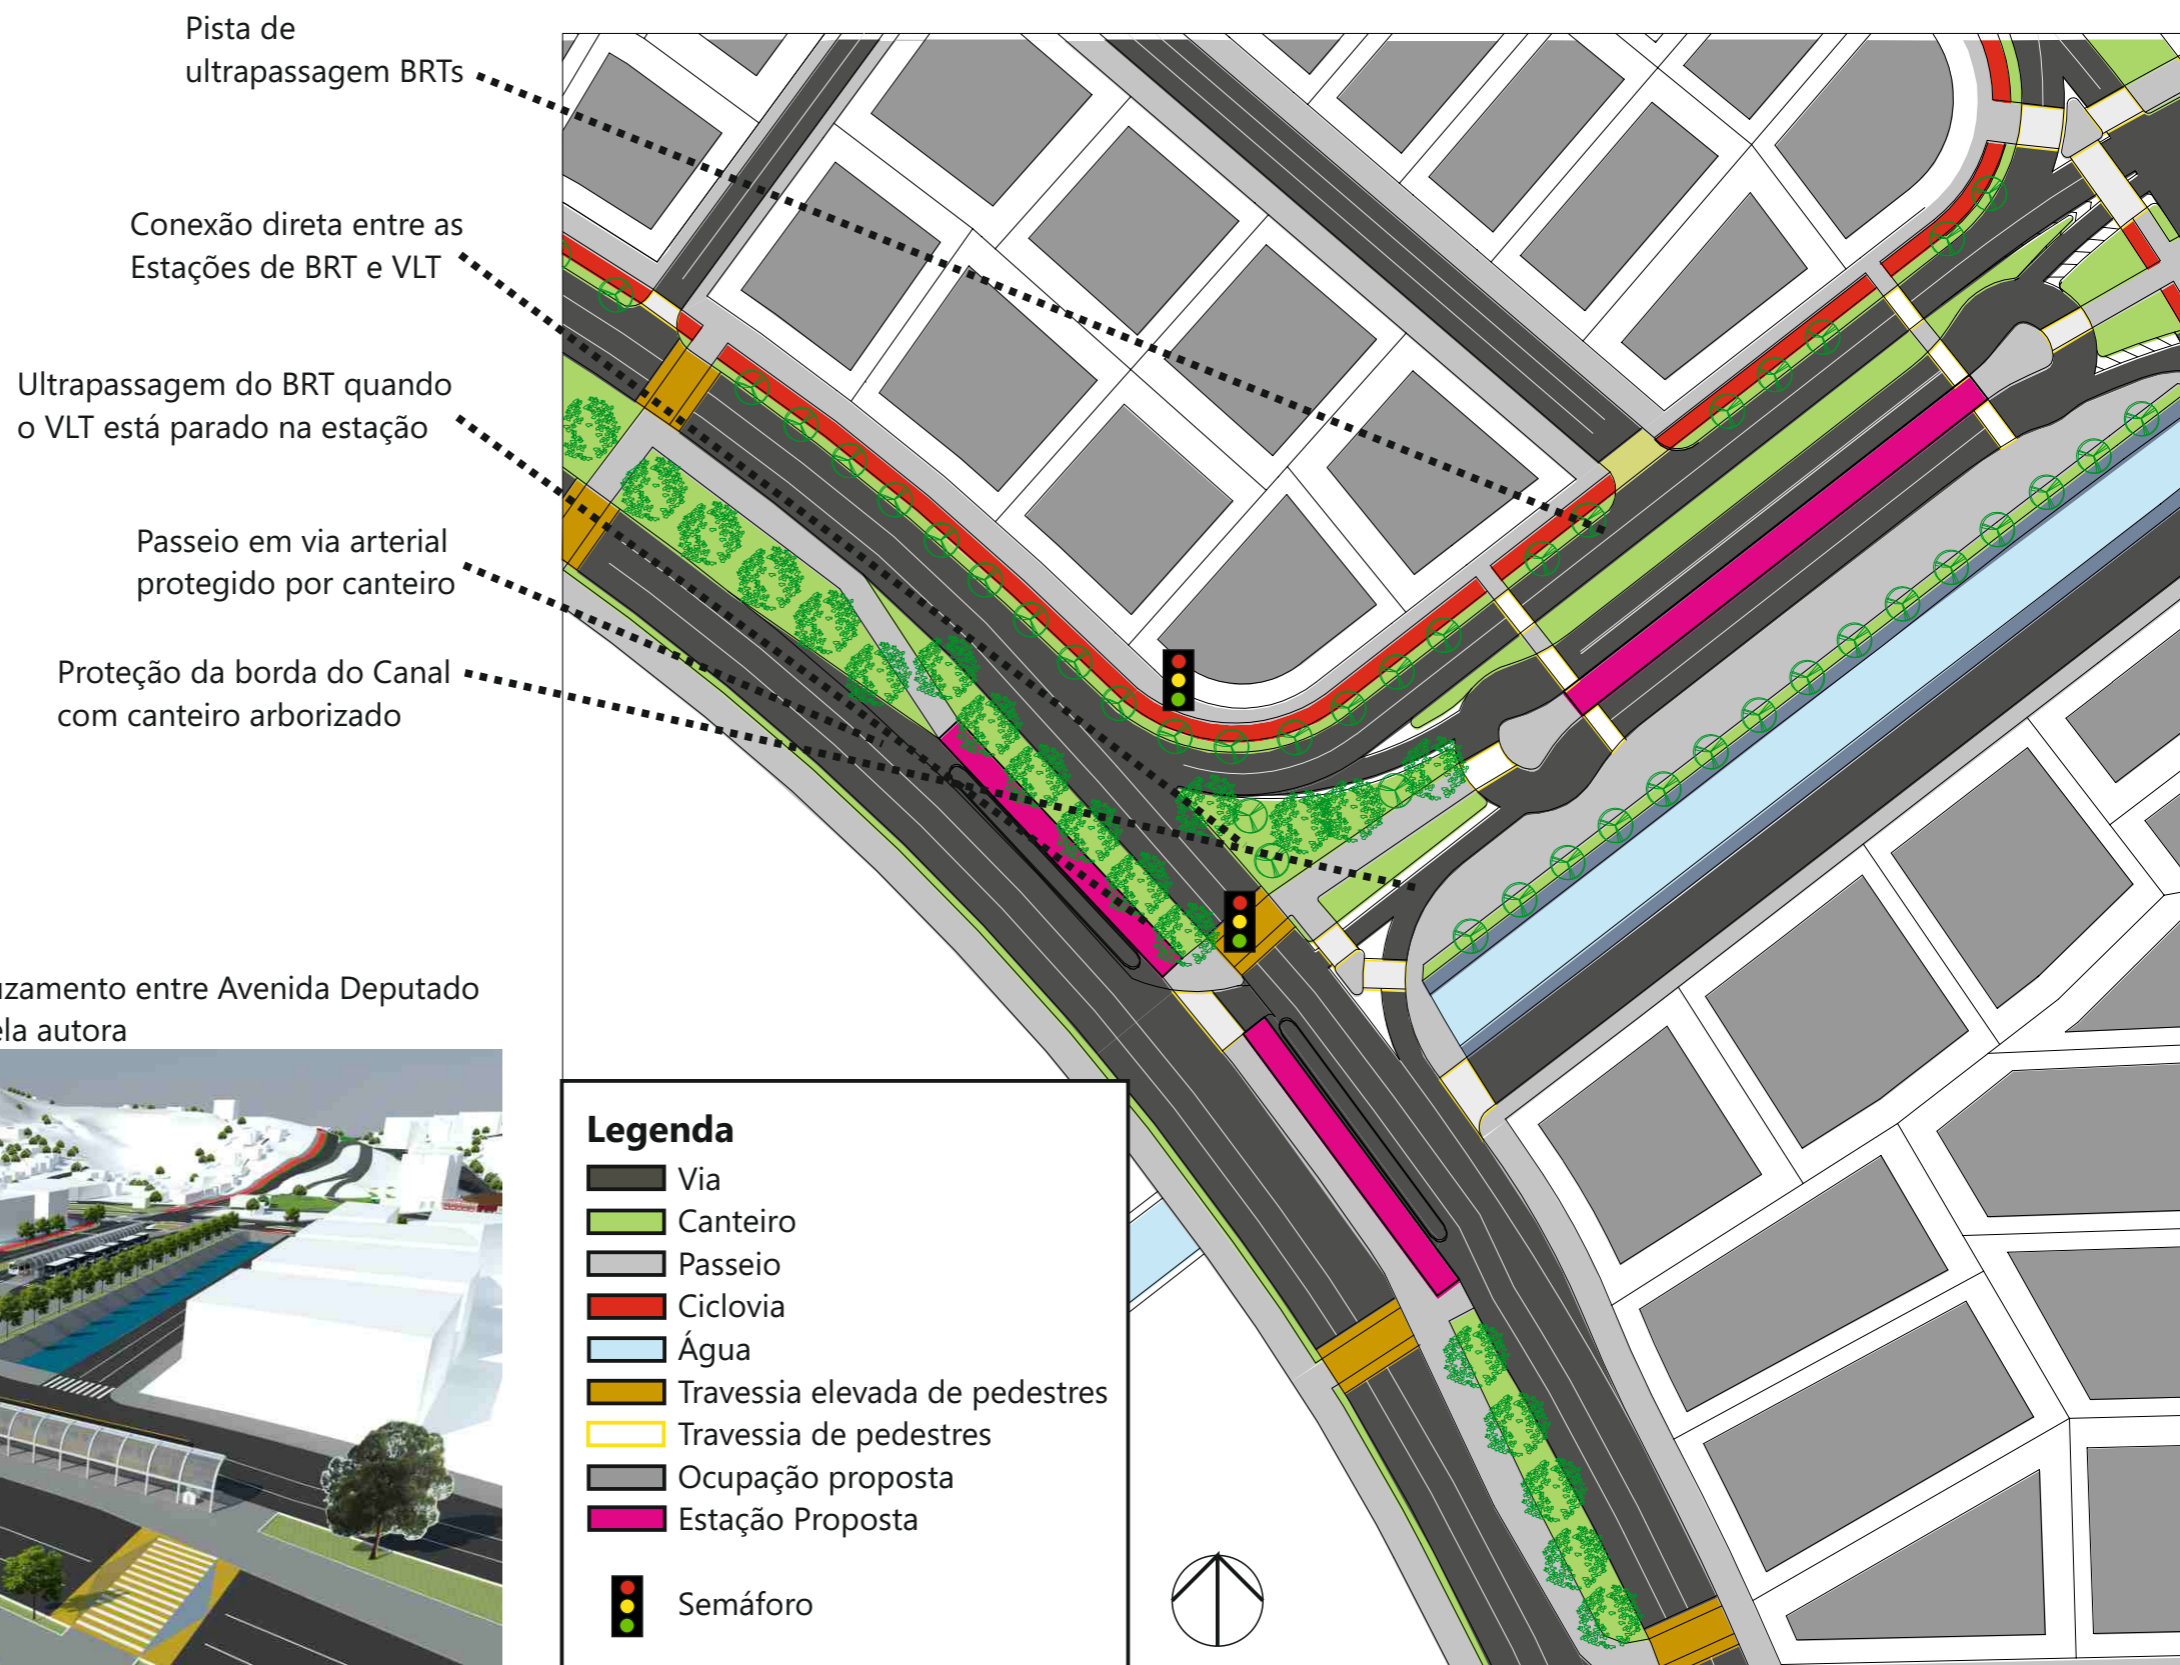 Pista de
ultrapassagem BRTs
Conexão direta entre as
Estações de BRT e VLT
Ultrapassagem do BRT quando
o VLT está parado na estação
Passeio em via arterial
protegido por canteiro
Proteção da borda do Canal
com canteiro arborizado
entre Avenida Deputado
autora
Legenda
Via
Canteiro
Passeio
Ciclovia
Água
Travessia elevada de pedestres
Travessia de pedestres
Ocupação proposta
Estação Proposta
Semáforo